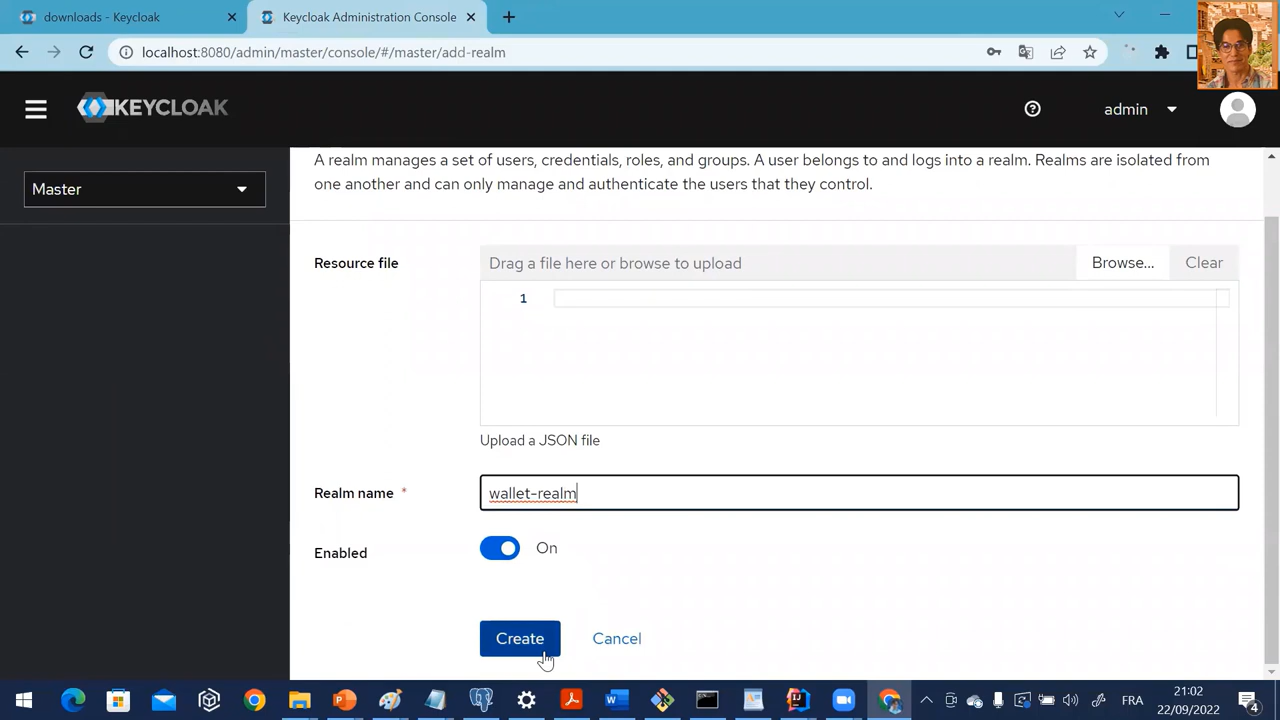 downloads - Keycloak
Keycloak Administration Console
localhost:8080/admin/master/console/#/master/add-realm
KEYCLOAK
admin
Master
A realm manages a set of users, credentials, roles, and groups. A user belongs to and logs into a realm. Realms are isolated from
one another and can only manage and authenticate the users that they control.
Resource file
Drag a file here or browse to upload
Browse...
Clear
1
Upload a JSON file
Realm name *
wallet-realm
Enabled
On
Create
Cancel
FRA
21:02
22/09/2022
4